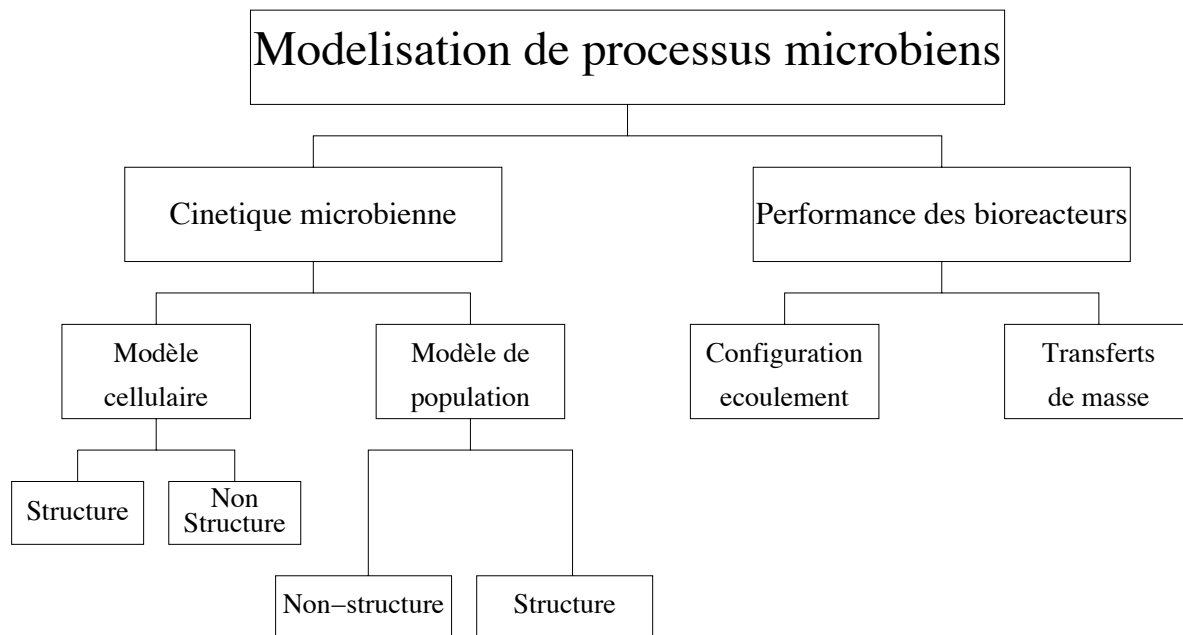 Modelisation de processus microbiens
Cinetique microbienne
Performance des bioreacteurs
Modèle
cellulaire
Modèle de
population
Configuration
ecoulement
Transferts
de masse
Structure
Non
Structure
Non−structure
Structure